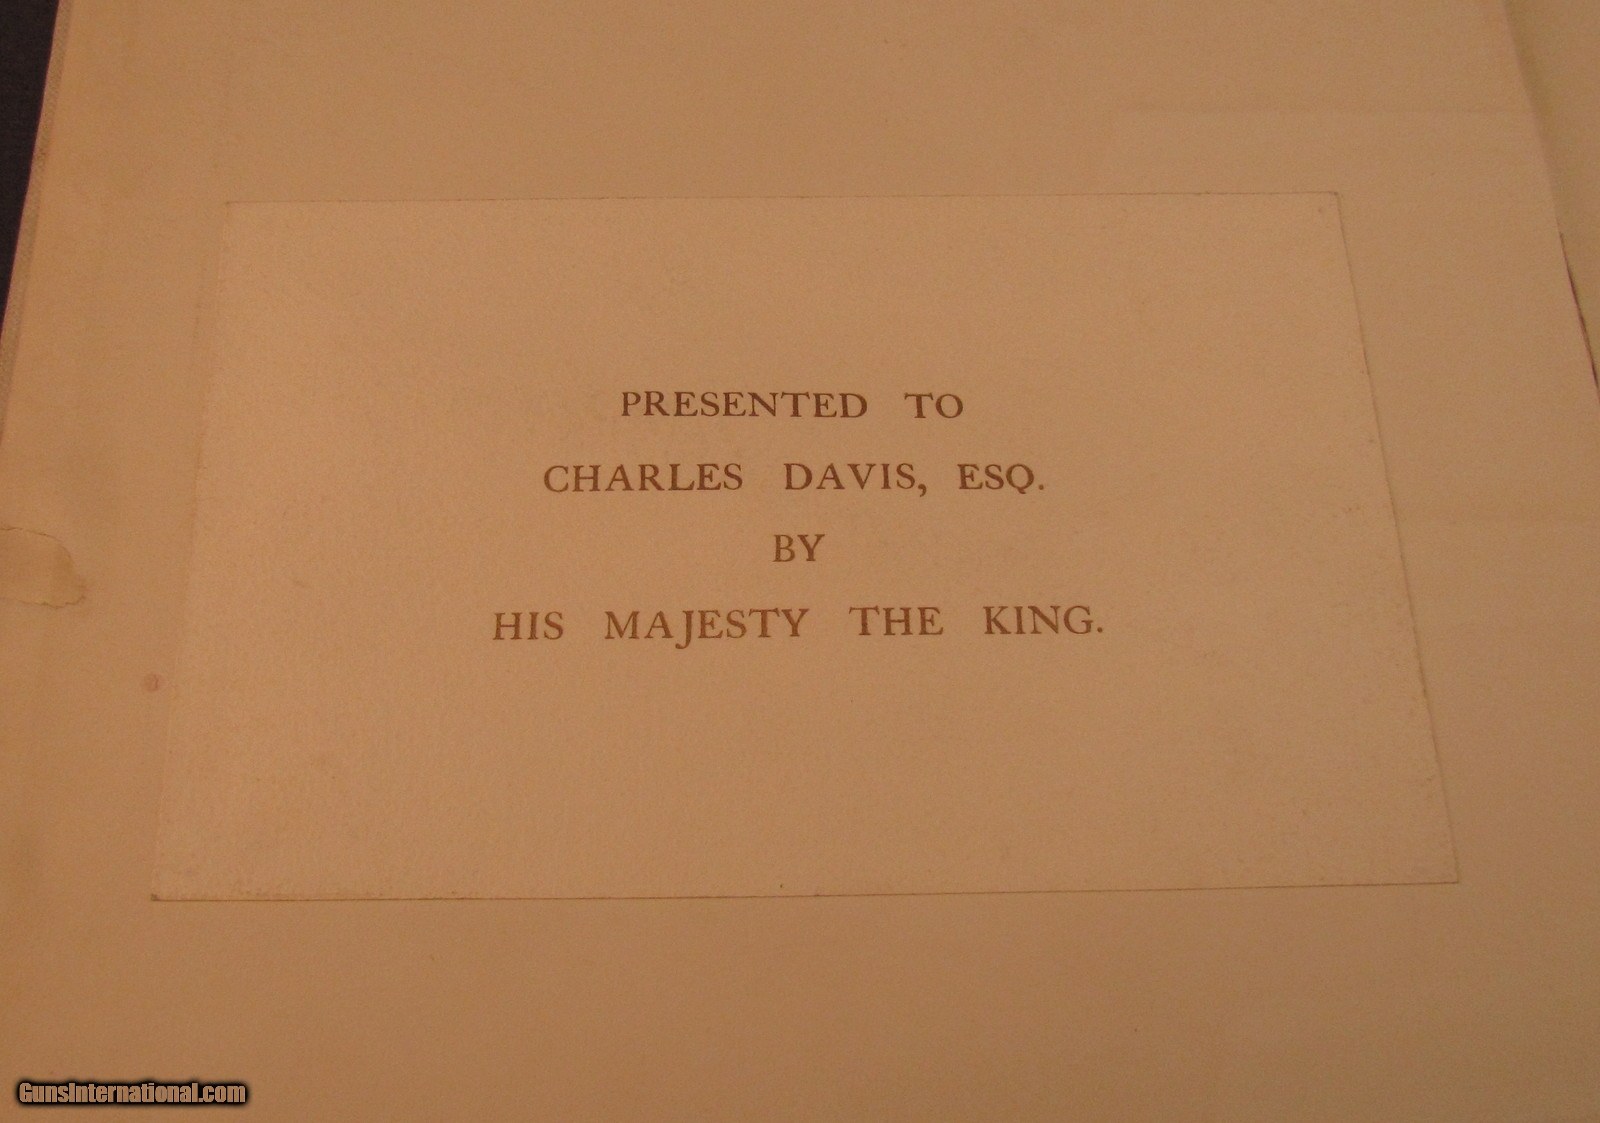 PRESENTED TO
CHARLES DAVIS, ESQ.
BY
HIS MAJESTY THE KING.
GunsInternational.com